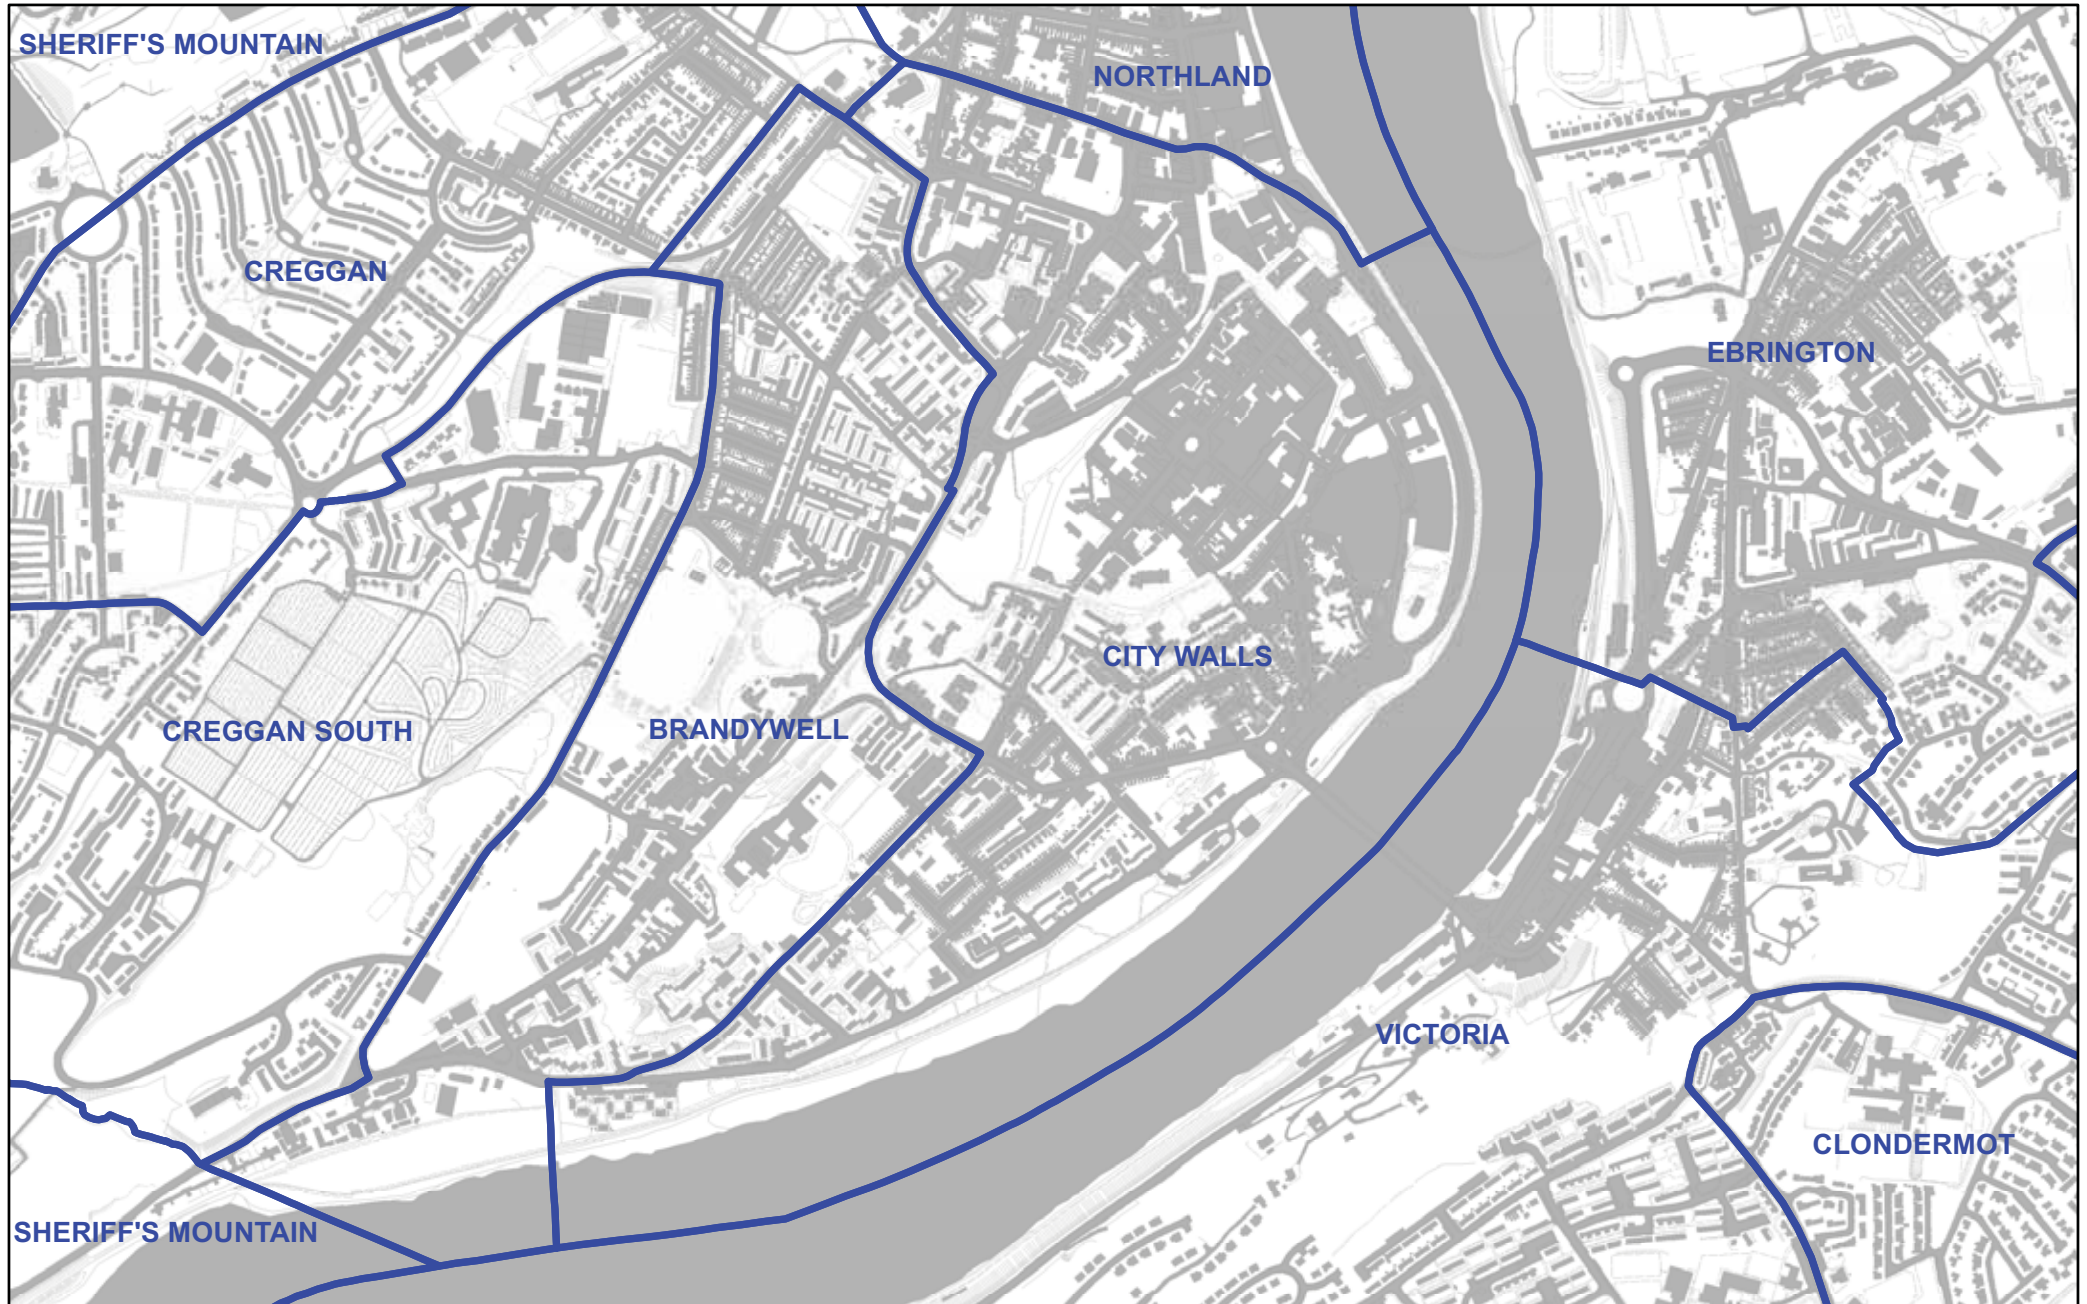 SHERIFF'S MOUNTAIN
NORTHLAND
CREGGAN
EBRINGTON
CITY WALLS
CREGGAN SOUTH
BRANDYWELL
VICTORIA
CLONDERMOT
SHERIFF'S MOUNTAIN